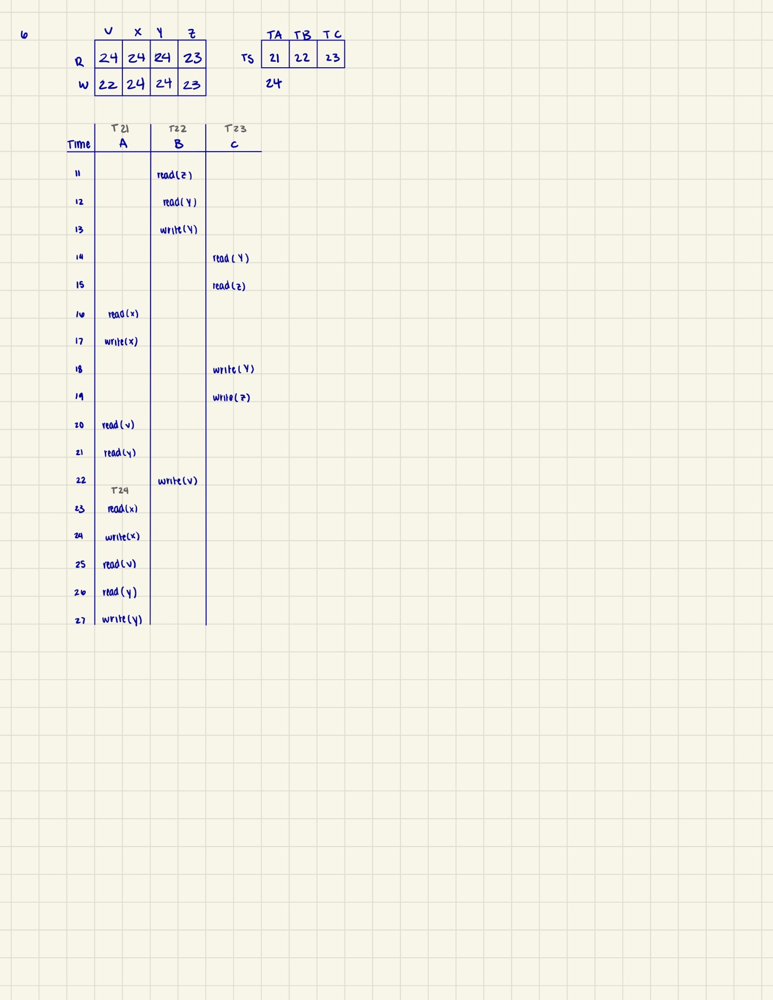 6 V X Y Z TA TB TC
R 24 24 24 23 TS 21 22 23
W 22 24 24 23 24
T21 T22 T23
Time A B C
11 read(z)
12 read(Y)
13 write(Y)
14 read(Y)
15 read(z)
16 read(x)
17 write(x)
18 write(Y)
19 write(z)
20 read(v)
21 read(y)
22 write(v)
T24
23 read(x)
24 write(x)
25 read(v)
26 read(y)
27 write(y)